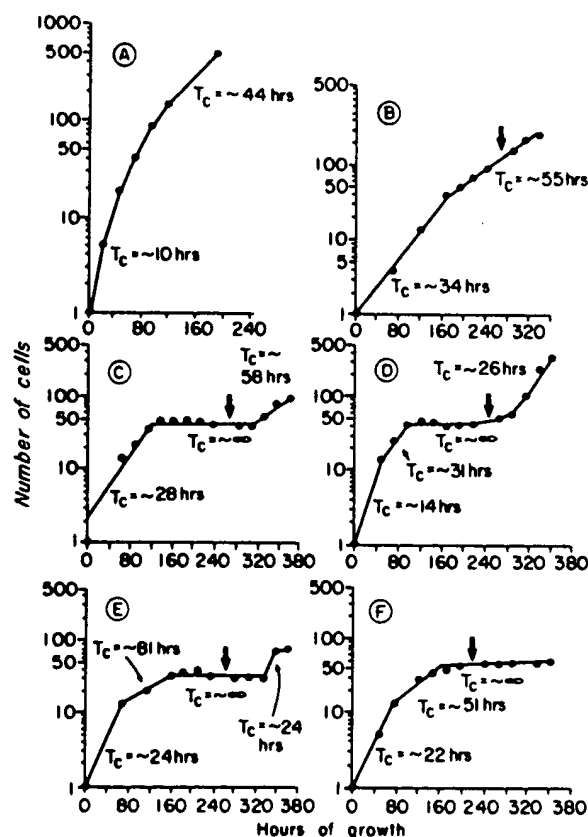 1000
500
100
50
10
1
A
Tc = ~44 hrs
Tc = ~10 hrs
0 80 160 240
500
100
50
10
5
1
B
Tc = ~55 hrs
Tc = ~34 hrs
0 80 160 240 320
500
100
50
10
1
C
Tc = ~
58 hrs
Tc = ~∞
Tc = ~28 hrs
0 80 160 240 320
500
100
50
10
1
D
Tc = ~26 hrs
Tc = ~∞
Tc = ~31 hrs
Tc = ~14 hrs
0 80 160 240 320 380
500
100
50
10
1
E
Tc = ~81 hrs
Tc = ~∞
Tc = ~24
hrs
Tc = ~24 hrs
0 80 160 240 320
500
100
50
10
1
F
Tc = ~∞
Tc = ~51 hrs
Tc = ~22 hrs
0 80 160 240 320 380
Number of cells
Hours of growth